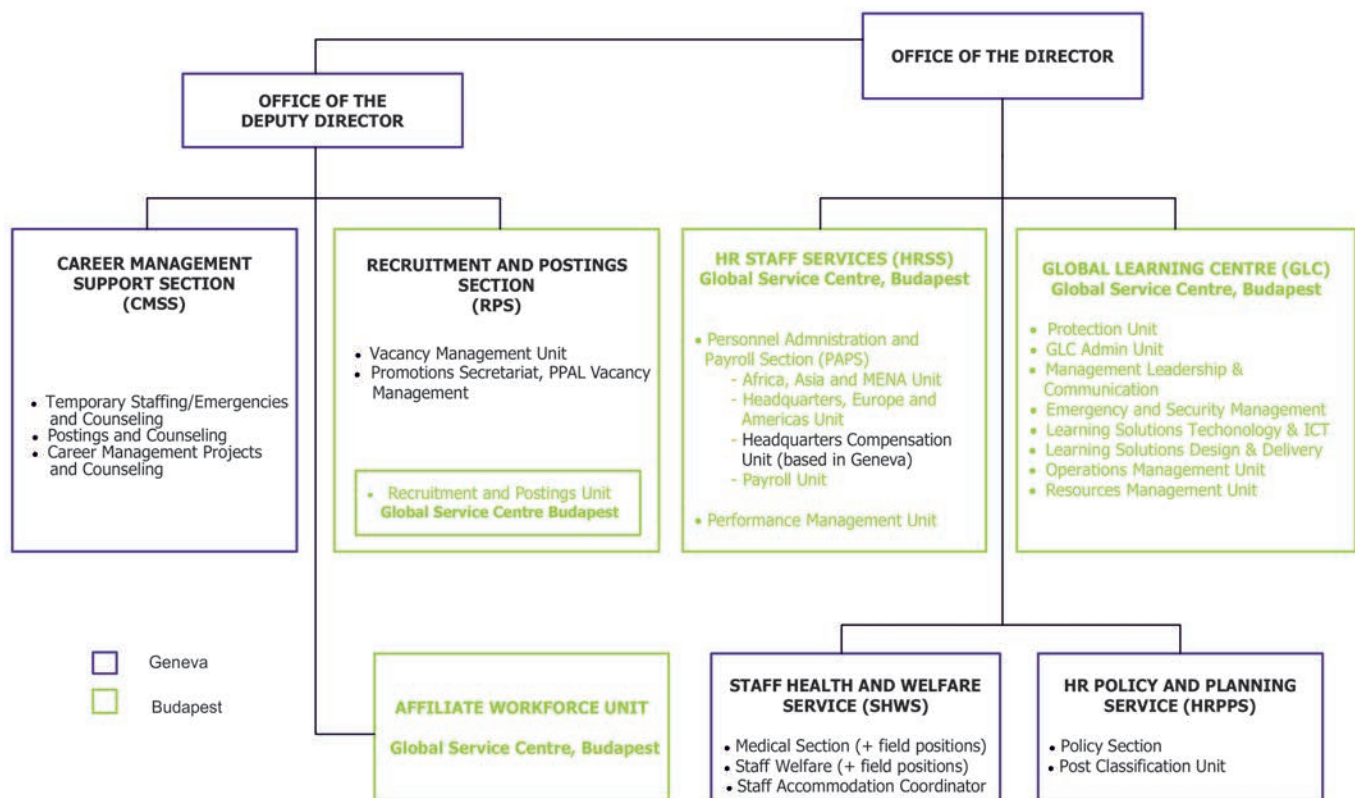 OFFICE OF THE DIRECTOR
OFFICE OF THE
DEPUTY DIRECTOR
CAREER MANAGEMENT
SUPPORT SECTION
(CMSS)
• Temporary Staffing/Emergencies
and Counseling
• Postings and Counseling
• Career Management Projects
and Counseling
RECRUITMENT AND POSTINGS
SECTION
(RPS)
• Vacancy Management Unit
• Promotions Secretariat, PPAL Vacancy
Management
• Recruitment and Postings Unit
Global Service Centre Budapest
HR STAFF SERVICES (HRSS)
Global Service Centre, Budapest
• Personnel Admnistration and
Payroll Section (PAPS)
- Africa, Asia and MENA Unit
- Headquarters, Europe and
Americas Unit
- Headquarters Compensation
Unit (based in Geneva)
- Payroll Unit
• Performance Management Unit
GLOBAL LEARNING CENTRE (GLC)
Global Service Centre, Budapest
• Protection Unit
• GLC Admin Unit
• Management Leadership &
Communication
• Emergency and Security Management
• Learning Solutions Techonology & ICT
• Learning Solutions Design & Delivery
• Operations Management Unit
• Resources Management Unit
Geneva
Budapest
AFFILIATE WORKFORCE UNIT
Global Service Centre, Budapest
STAFF HEALTH AND WELFARE
SERVICE (SHWS)
• Medical Section (+ field positions)
• Staff Welfare (+ field positions)
• Staff Accommodation Coordinator
HR POLICY AND PLANNING
SERVICE (HRPPS)
• Policy Section
• Post Classification Unit